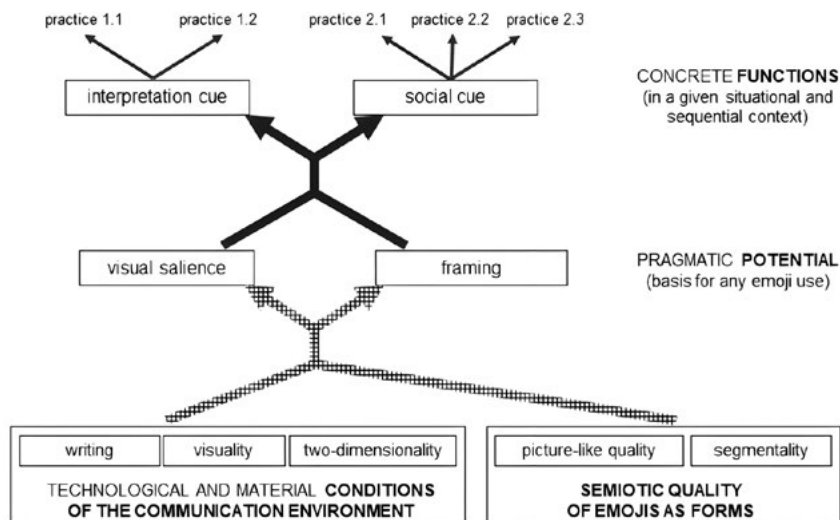 practice 1.1 practice 1.2 practice 2.1 practice 2.2 practice 2.3
interpretation cue social cue
CONCRETE FUNCTIONS
(in a given situational and
sequential context)
visual salience framing
PRAGMATIC POTENTIAL
(basis for any emoji use)
writing visuality two-dimensionality picture-like quality segmentality
TECHNOLOGICAL AND MATERIAL CONDITIONS
OF THE COMMUNICATION ENVIRONMENT
SEMIOTIC QUALITY
OF EMOJIS AS FORMS